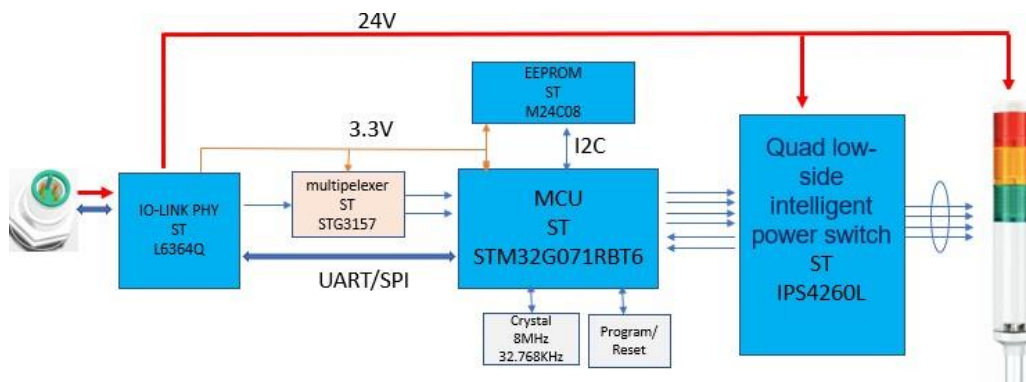 24V
EEPROM
ST
M24C08
3.3V
I2C
IO-LINK PHY
ST
L6364Q
multipelexer
ST
STG3157
MCU
ST
STM32G071RBT6
UART/SPI
Quad low-
side
intelligent
power switch
ST
IPS4260L
Crystal
8MHz
32.768KHz
Program/
Reset